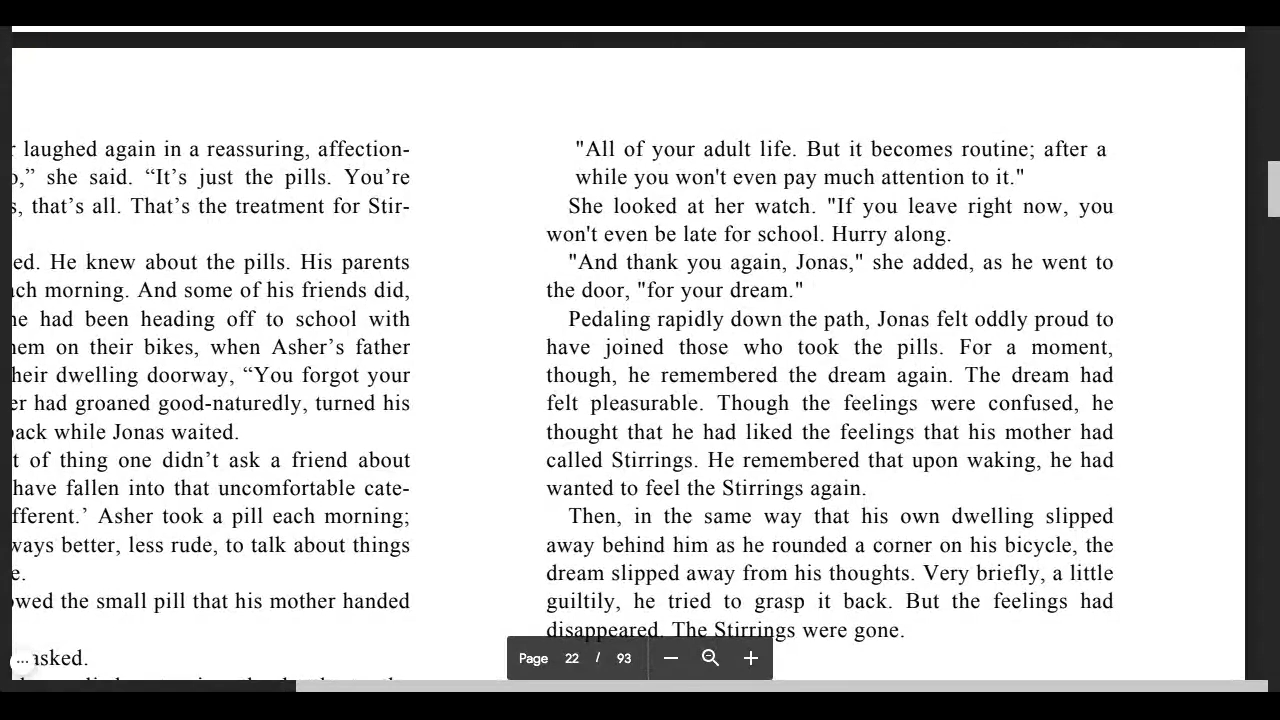 r laughed again in a reassuring, affection-
o,” she said. “It’s just the pills. You’re
s, that’s all. That’s the treatment for Stir-
ed. He knew about the pills. His parents
ch morning. And some of his friends did,
he had been heading off to school with
hem on their bikes, when Asher’s father
heir dwelling doorway, “You forgot your
er had groaned good-naturedly, turned his
back while Jonas waited.
t of thing one didn’t ask a friend about
have fallen into that uncomfortable cate-
fferent.’ Asher took a pill each morning;
ways better, less rude, to talk about things
e.
owed the small pill that his mother handed
asked.
"All of your adult life. But it becomes routine; after a
while you won't even pay much attention to it."
She looked at her watch. "If you leave right now, you
won't even be late for school. Hurry along.
"And thank you again, Jonas," she added, as he went to
the door, "for your dream."
Pedaling rapidly down the path, Jonas felt oddly proud to
have joined those who took the pills. For a moment,
though, he remembered the dream again. The dream had
felt pleasurable. Though the feelings were confused, he
thought that he had liked the feelings that his mother had
called Stirrings. He remembered that upon waking, he had
wanted to feel the Stirrings again.
Then, in the same way that his own dwelling slipped
away behind him as he rounded a corner on his bicycle, the
dream slipped away from his thoughts. Very briefly, a little
guiltily, he tried to grasp it back. But the feelings had
disappeared. The Stirrings were gone.
Page 22 / 93